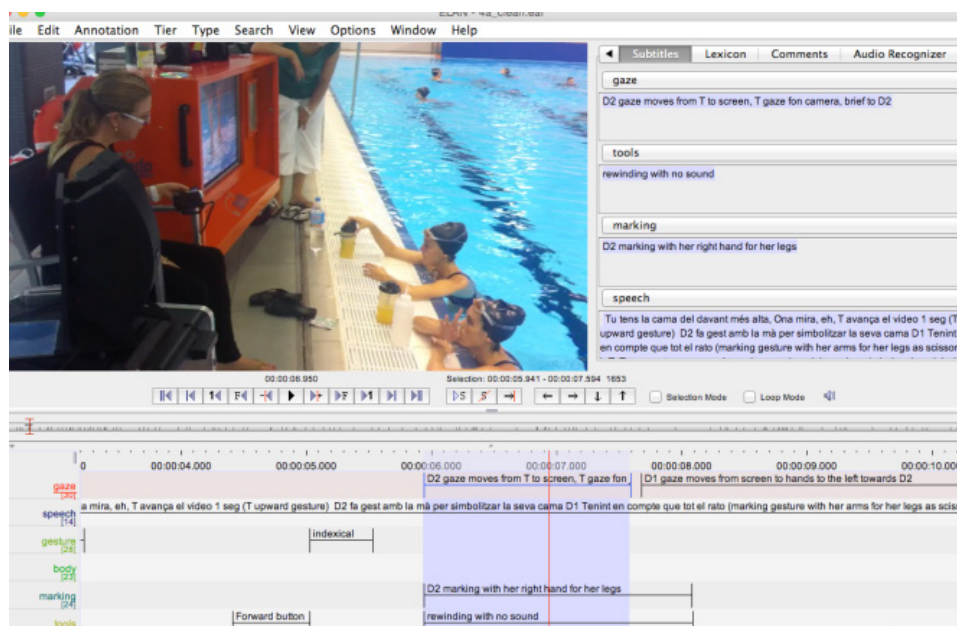 ELAN - 4a_clean.eaf
ile Edit Annotation Tier Type Search View Options Window Help
Subtitles Lexicon Comments Audio Recognizer
gaze
D2 gaze moves from T to screen, T gaze fon camera, brief to D2
tools
rewinding with no sound
marking
D2 marking with her right hand for her legs
speech
Tu tens la cama del davant més alta, Ona mira, eh, T avança el video 1 seg (T
upward gesture) D2 fa gest amb la mà per simbolitzar la seva cama D1 Tenint
en compte que tot el rato (marking gesture with her arms for her legs as scissor
00:00:06.950
Selection: 00:00:05.941 - 00:00:07.594 1653
Selection Mode Loop Mode
0 00:00:04.000 00:00:05.000 00:00:06.000 00:00:07.000 00:00:08.000 00:00:09.000 00:00:10.000
gaze
D2 gaze moves from T to screen, T gaze fon
D1 gaze moves from screen to hands to the left towards D2
speech
[14]
a mira, eh, T avança el video 1 seg (T upward gesture) D2 fa gest amb la mà per simbolitzar la seva cama D1 Tenint en compte que tot el rato (marking gesture with her arms for her legs as sciss
gesture
indexical
body
[23]
marking
[24]
D2 marking with her right hand for her legs
tools
Forward button
rewinding with no sound